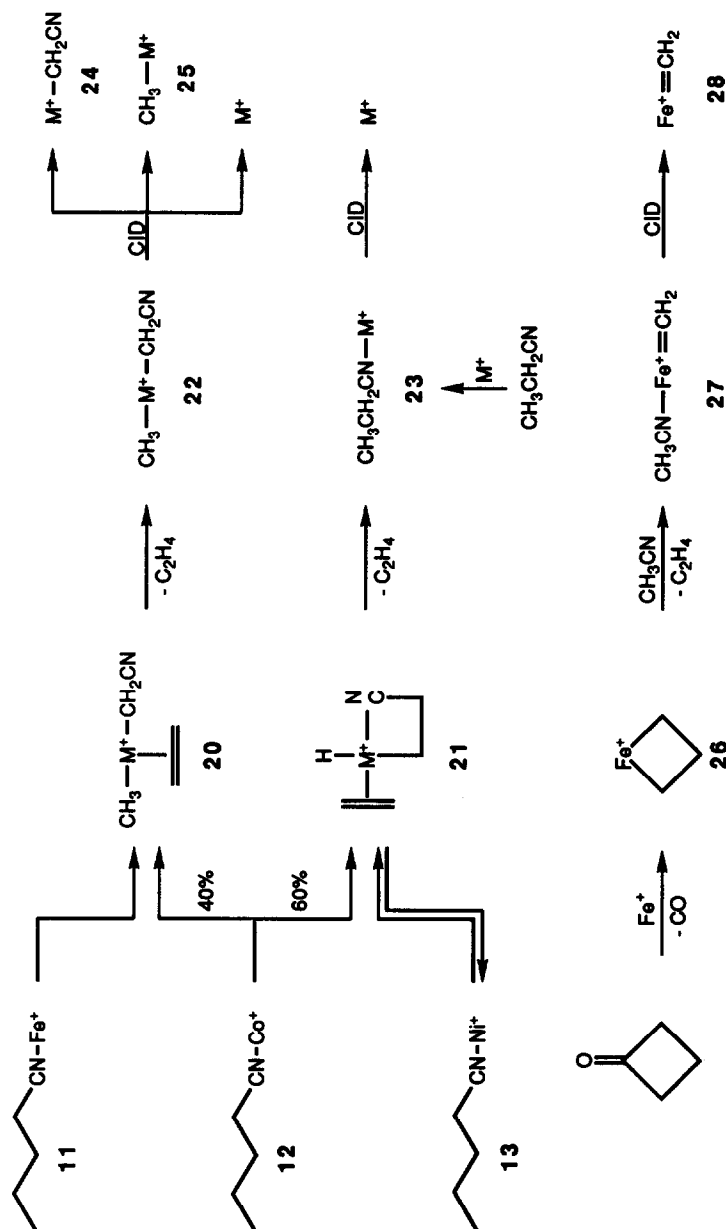 CN–Fe⁺
11
CN–Co⁺
12
CN–Ni⁺
13
40%
60%
CH₃—M⁺—CH₂CN
20
H
M⁺— N
C
21
- C₂H₄
CH₃—M⁺—CH₂CN
22
- C₂H₄
CH₃CH₂CN—M⁺
23
M⁺
CH₃CH₂CN
CID
M⁺—CH₂CN
24
CH₃—M⁺
25
M⁺
CID
M⁺
O
Fe⁺
- CO
Fe⁺
26
CH₃CN
- C₂H₄
CH₃CN—Fe⁺=CH₂
27
CID
Fe⁺=CH₂
28